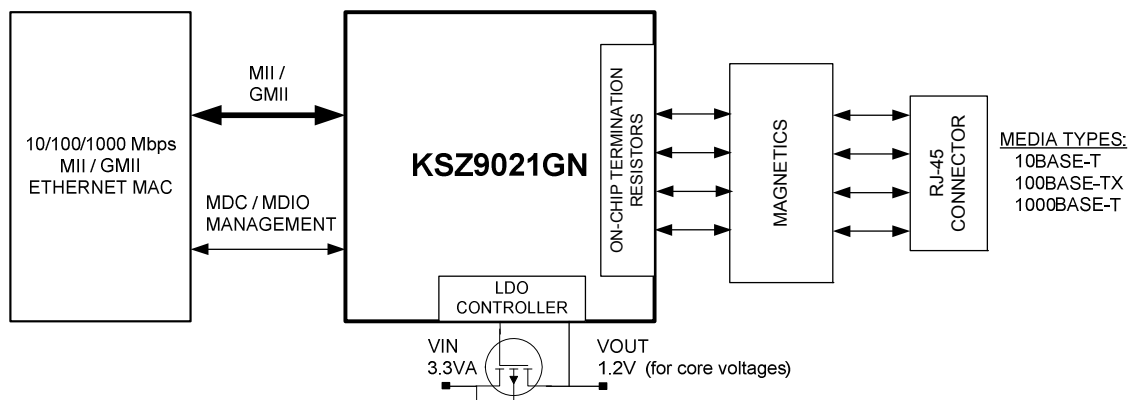 10/100/1000 Mbps
MII / GMII
ETHERNET MAC
MII /
GMII
MDC / MDIO
MANAGEMENT
KSZ9021GN
ON-CHIP TERMINATION
RESISTORS
LDO
CONTROLLER
VIN
3.3VA
VOUT
1.2V (for core voltages)
MAGNETICS
RJ-45
CONNECTOR
MEDIA TYPES:
10BASE-T
100BASE-TX
1000BASE-T